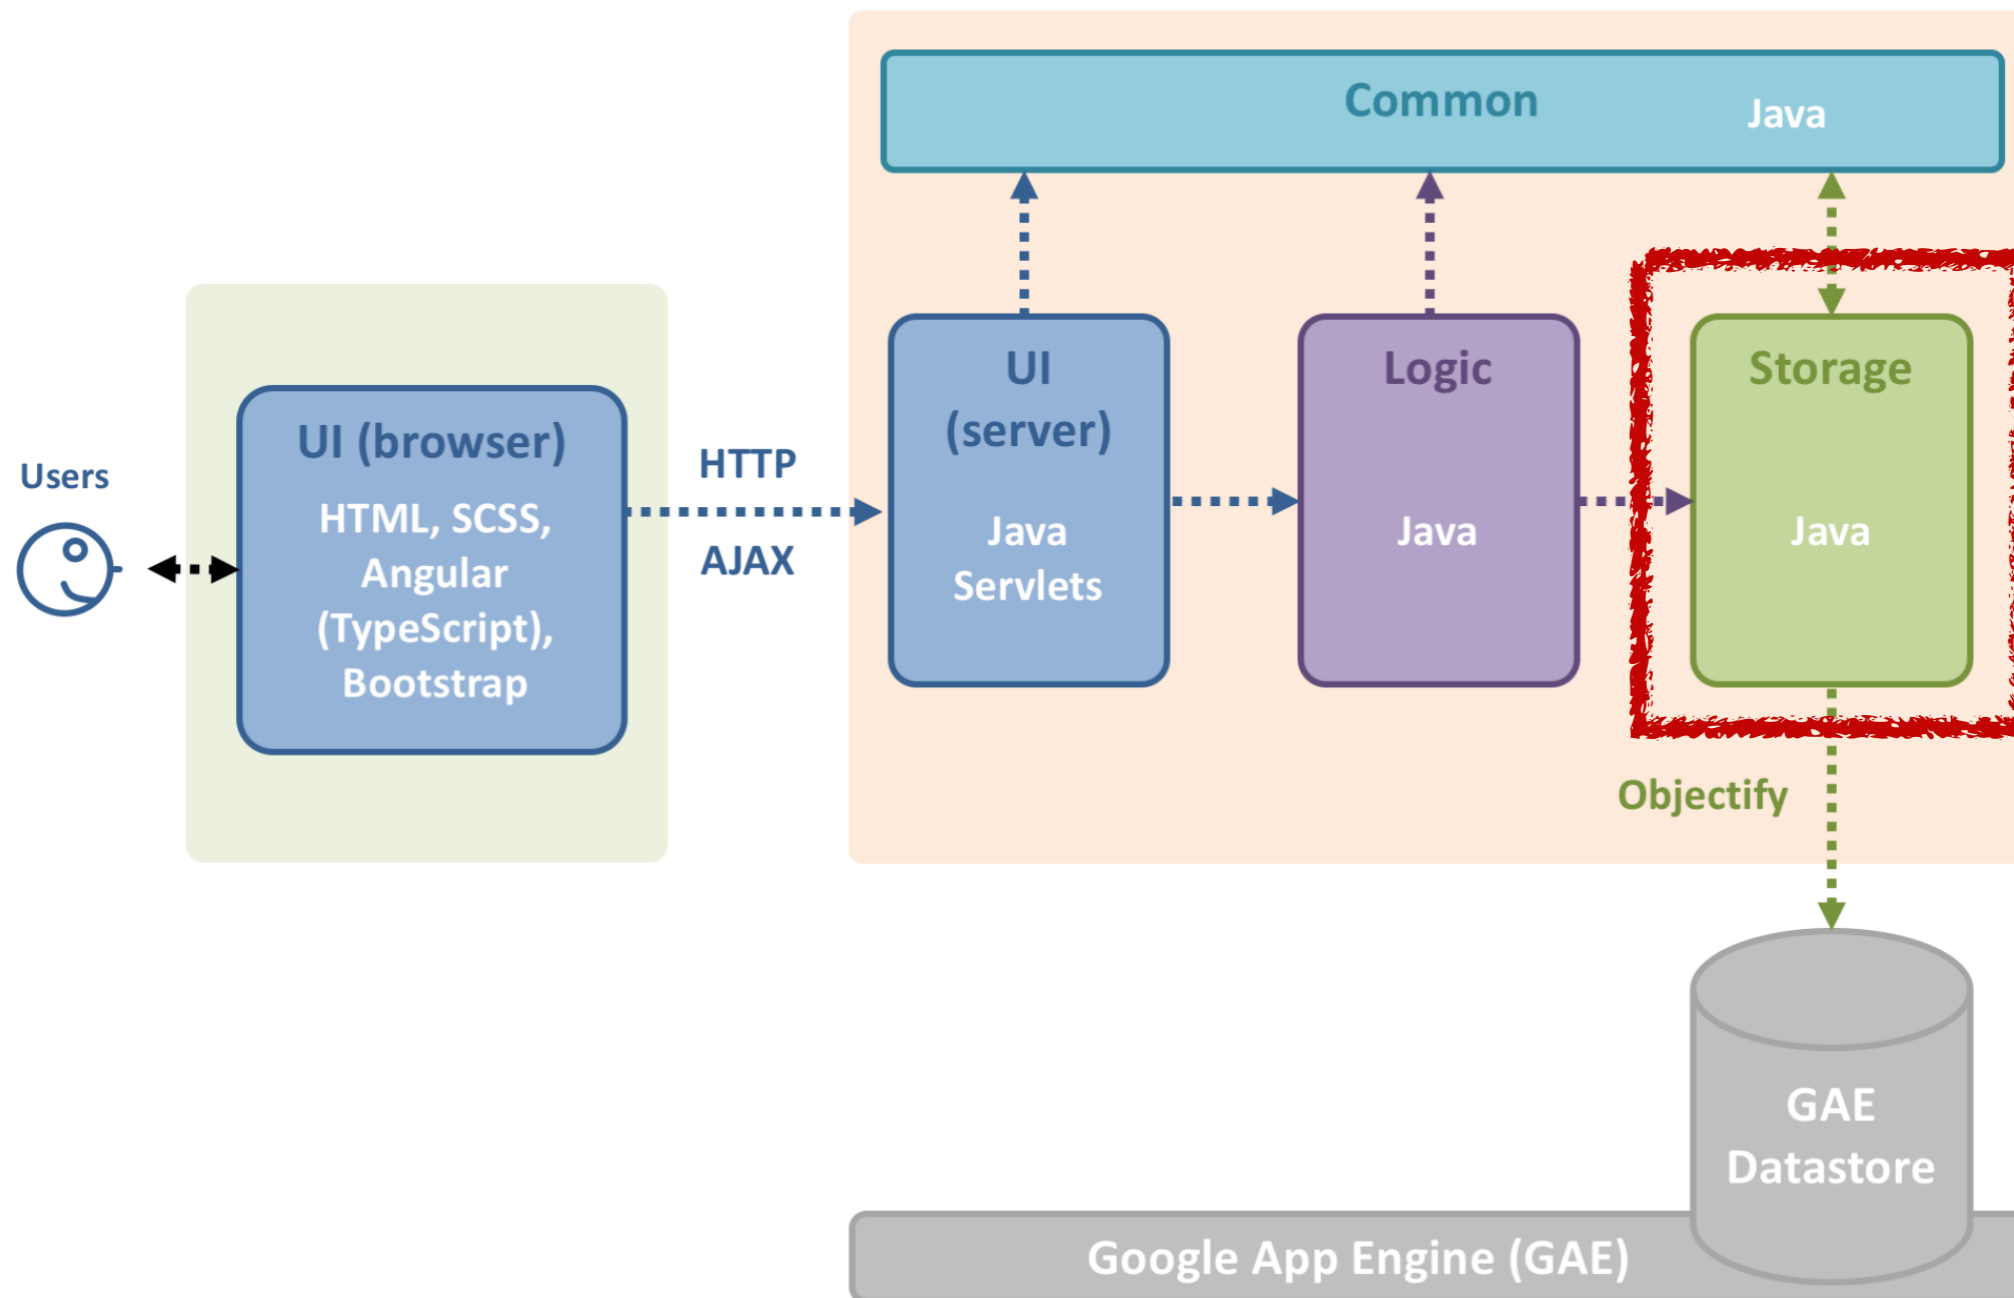 Common
Java
Users
UI (browser)
HTML, SCSS,
Angular
(TypeScript),
Bootstrap
HTTP
AJAX
UI
(server)
Java
Servlets
Logic
Java
Storage
Java
Objectify
GAE
Datastore
Google App Engine (GAE)